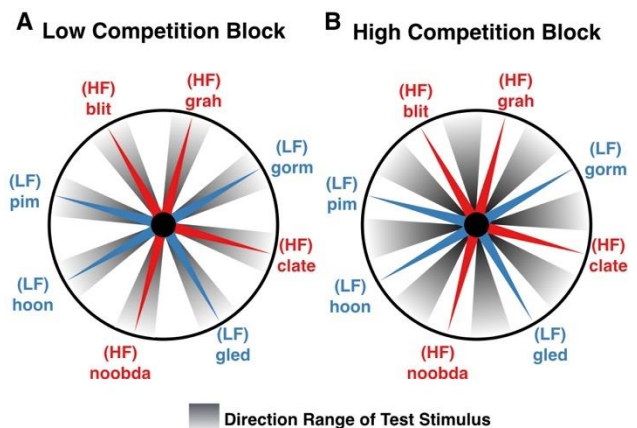 A Low Competition Block
(HF)
blit
(HF)
grah
(LF)
gorm
(LF)
pim
(HF)
clate
(LF)
hoon
(LF)
gled
(HF)
noobda
B High Competition Block
(HF)
blit
(HF)
grah
(LF)
gorm
(LF)
pim
(HF)
clate
(LF)
hoon
(LF)
gled
(HF)
noobda
Direction Range of Test Stimulus